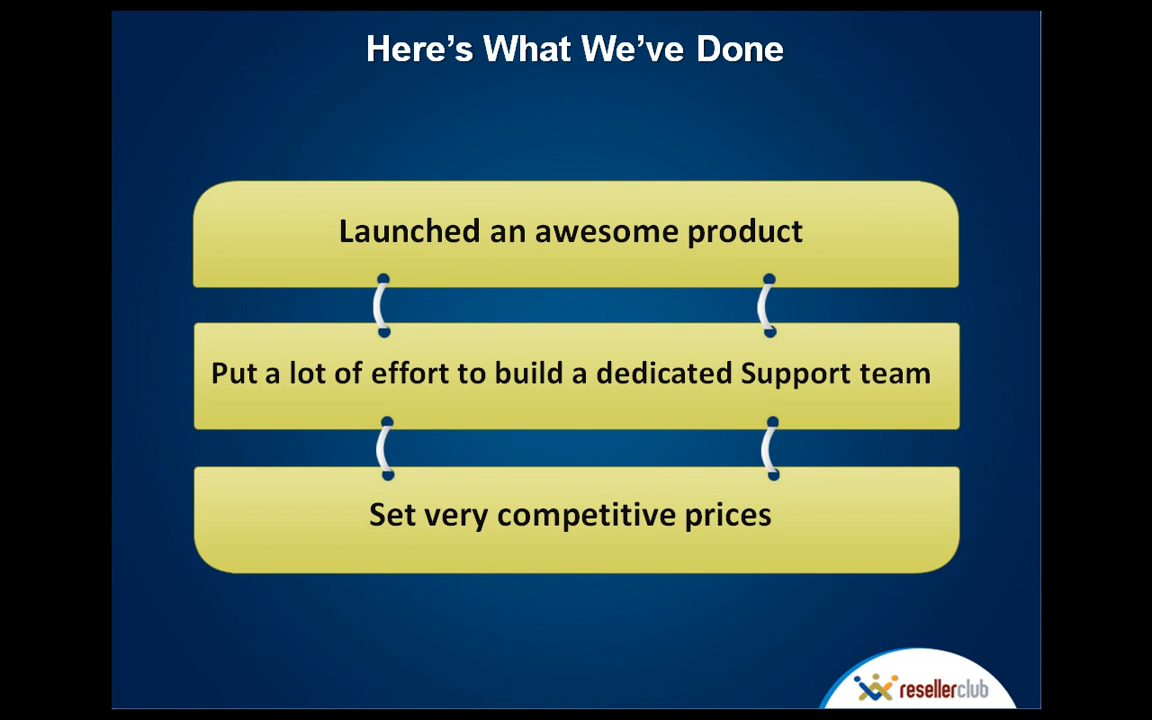 Here’s What We’ve Done
Launched an awesome product
Put a lot of effort to build a dedicated Support team
Set very competitive prices
resellerclub